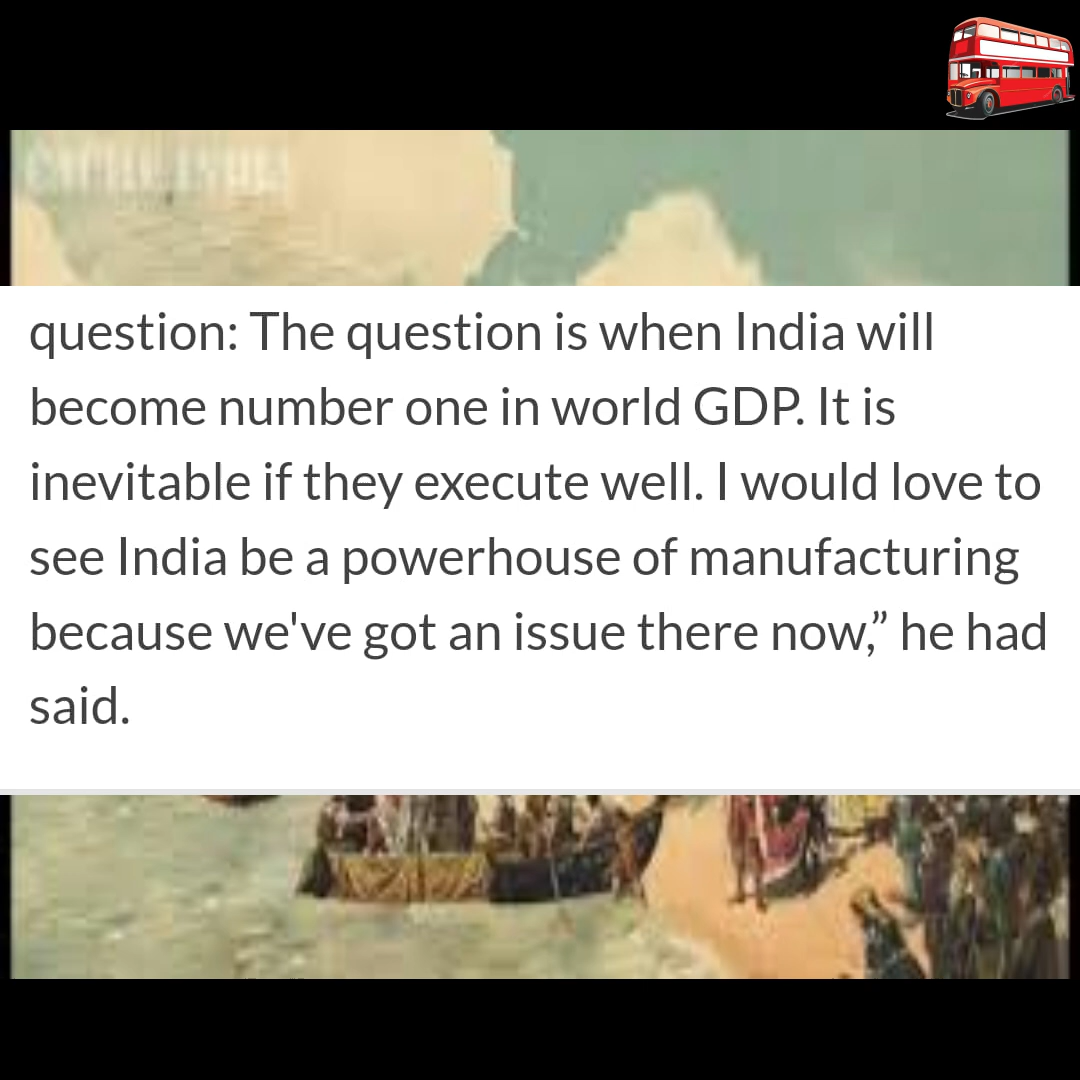 question: The question is when India will
become number one in world GDP. It is
inevitable if they execute well. I would love to
see India be a powerhouse of manufacturing
because we've got an issue there now,” he had
said.